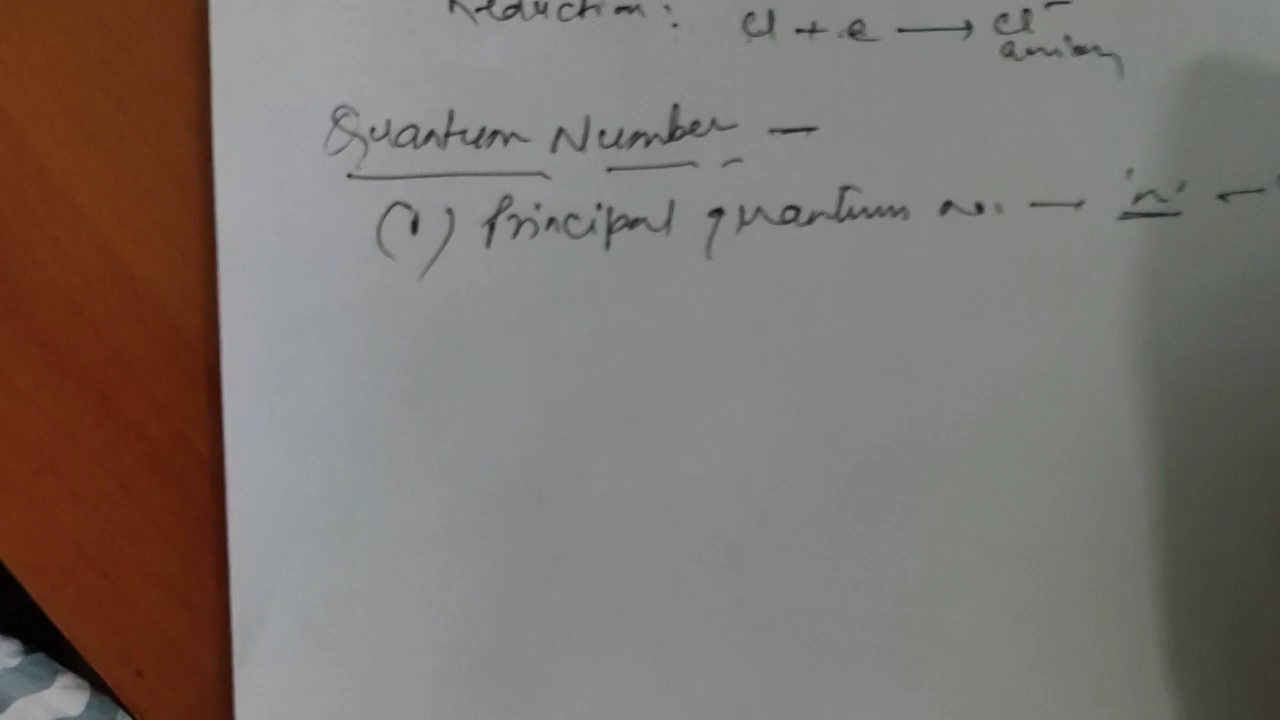 Reduction: Cl + e → Cl⁻
anion
Quantum Number —
(1) Principal quantum no. — 'n' —